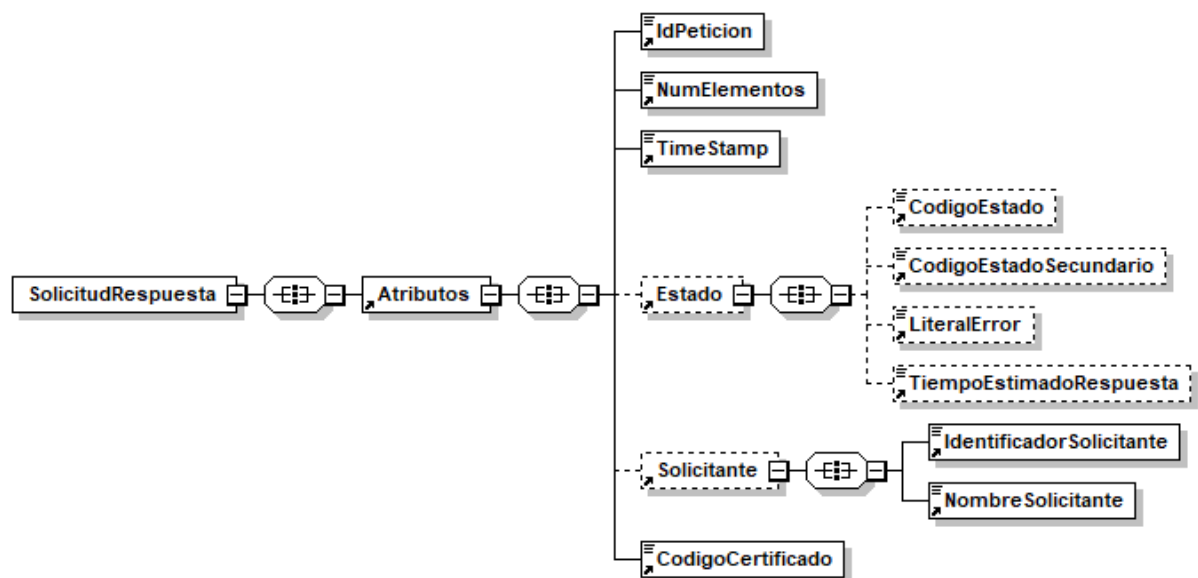 IdPeticion
NumElementos
TimeStamp
CodigoEstado
CodigoEstadoSecundario
SolicitudRespuesta
Atributos
Estado
LiteralError
TiempoEstimadoRespuesta
IdentificadorSolicitante
Solicitante
NombreSolicitante
CodigoCertificado